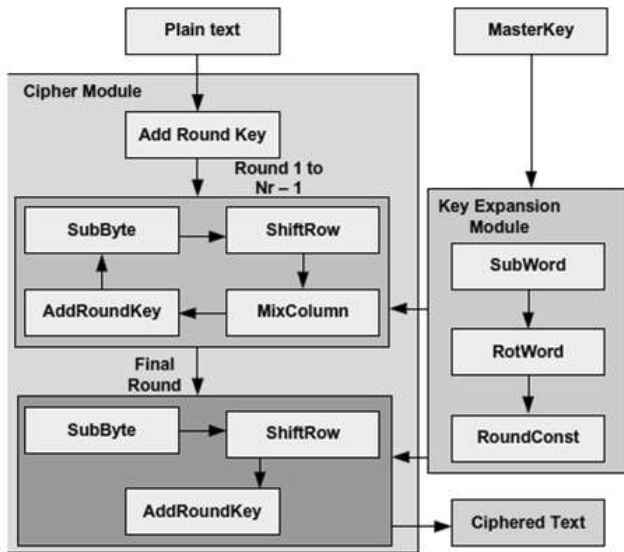 Plain text
MasterKey
Cipher Module
Add Round Key
Round 1 to
Nr – 1
SubByte
ShiftRow
AddRoundKey
MixColumn
Final
Round
SubByte
ShiftRow
AddRoundKey
Key Expansion
Module
SubWord
RotWord
RoundConst
Ciphered Text